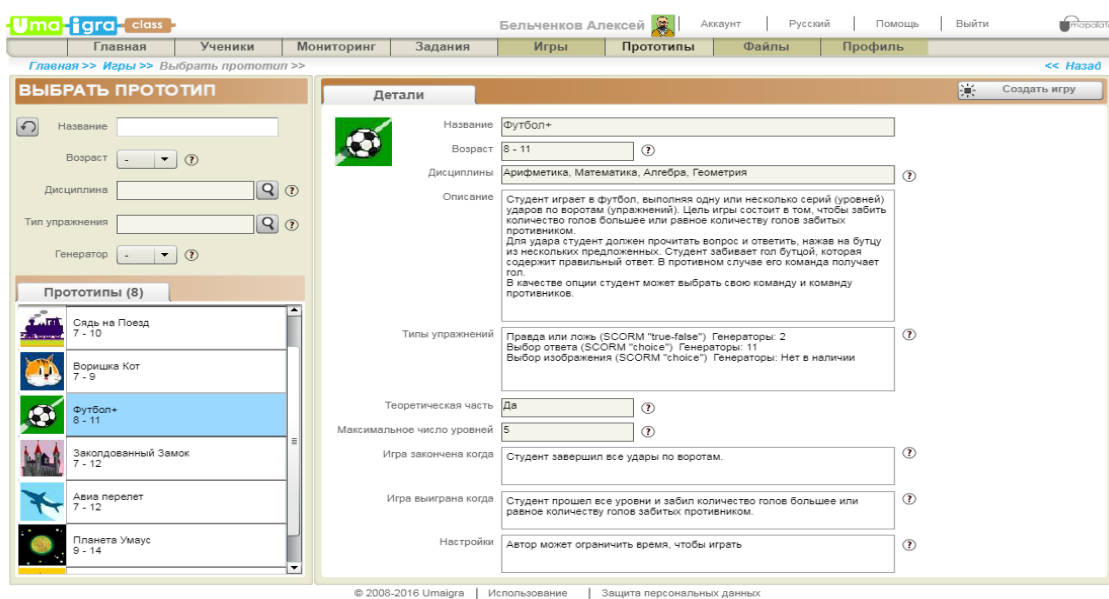 Uma-igra class
Бельченков Алексей
Аккаунт
Русский
Помощь
Выйти
Главная
Ученики
Мониторинг
Задания
Игры
Прототипы
Файлы
Профиль
Главная >> Игры >> Выбрать прототип >>
<< Назад
ВЫБРАТЬ ПРОТОТИП
Название
Возраст -
Дисциплина
Тип упражнения
Генератор -
Прототипы (8)
Сядь на Поезд
7 - 10
Воришка Кот
7 - 9
Футбол+
8 - 11
Заколдованный Замок
7 - 12
Авиа перелет
7 - 12
Планета Умаус
9 - 14
Детали
Создать игру
Название Футбол+
Возраст 8 - 11
Дисциплины Арифметика, Математика, Алгебра, Геометрия
Описание Студент играет в футбол, выполняя одну или несколько серий (уровней)
ударов по воротам (упражнений). Цель игры состоит в том, чтобы забить
количество голов большее или равное количеству голов забитых
противником.
Для удара студент должен прочитать вопрос и ответить, нажав на бутцу
из нескольких предложенных. Студент забивает гол бутцой, которая
содержит правильный ответ. В противном случае его команда получает
гол.
В качестве опции студент может выбрать свою команду и команду
противников.
Типы упражнений Правда или ложь (SCORM "true-false") Генераторы: 2
Выбор ответа (SCORM "choice") Генераторы: 11
Выбор изображения (SCORM "choice") Генераторы: Нет в наличии
Теоретическая часть Да
Максимальное число уровней 5
Игра закончена когда Студент завершил все удары по воротам.
Игра выиграна когда Студент прошел все уровни и забил количество голов большее или
равное количеству голов забитых противником.
Настройки Автор может ограничить время, чтобы играть
© 2008-2016 Umaigra | Использование | Защита персональных данных